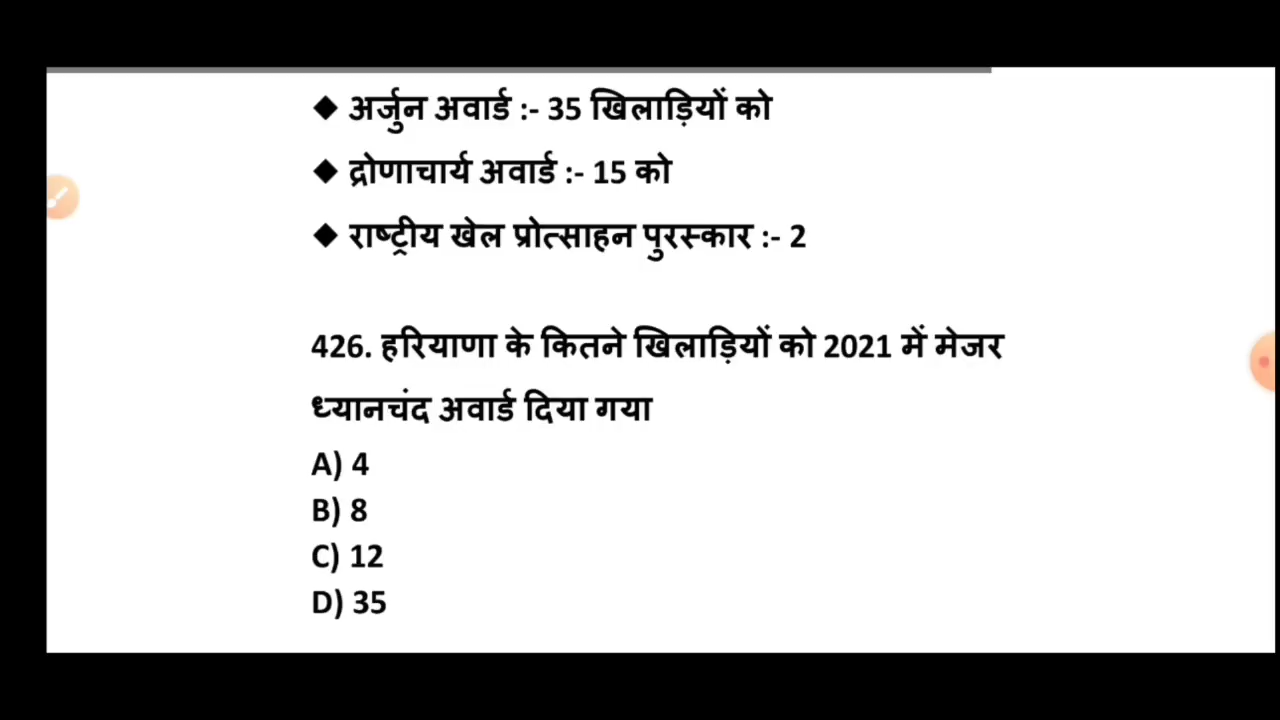 ◆ अर्जुन अवार्ड :- 35 खिलाड़ियों को
◆ द्रोणाचार्य अवार्ड :- 15 को
◆ राष्ट्रीय खेल प्रोत्साहन पुरस्कार :- 2
426. हरियाणा के कितने खिलाड़ियों को 2021 में मेजर
ध्यानचंद अवार्ड दिया गया
A) 4
B) 8
C) 12
D) 35